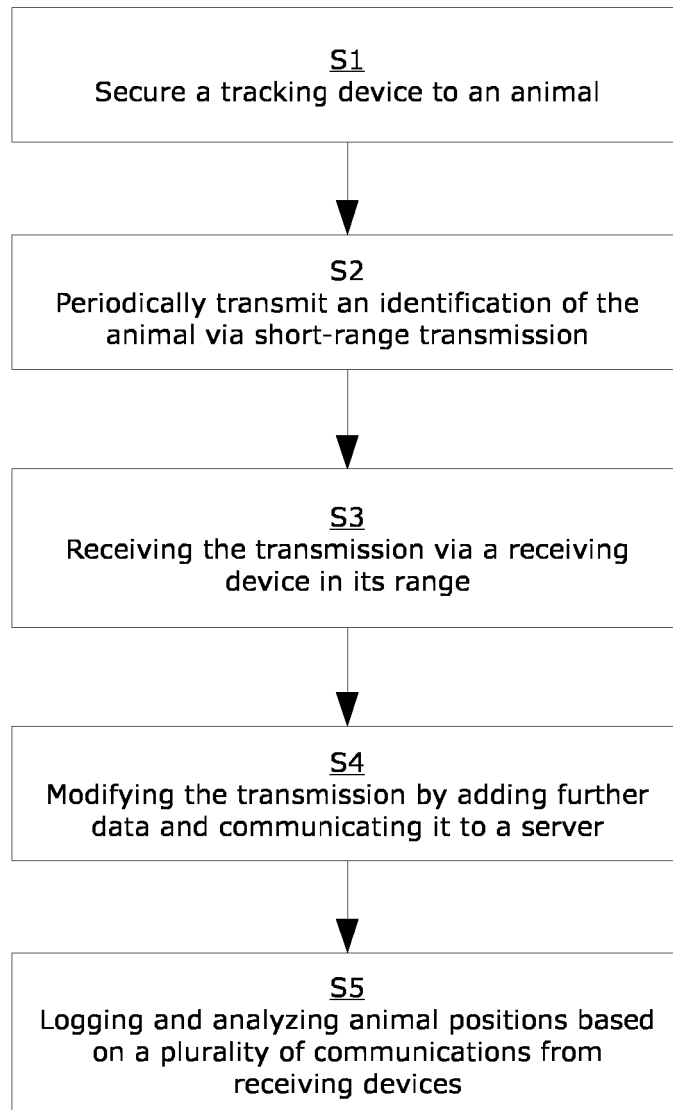 S1
Secure a tracking device to an animal
S2
Periodically transmit an identification of the
animal via short-range transmission
S3
Receiving the transmission via a receiving
device in its range
S4
Modifying the transmission by adding further
data and communicating it to a server
S5
Logging and analyzing animal positions based
on a plurality of communications from
receiving devices